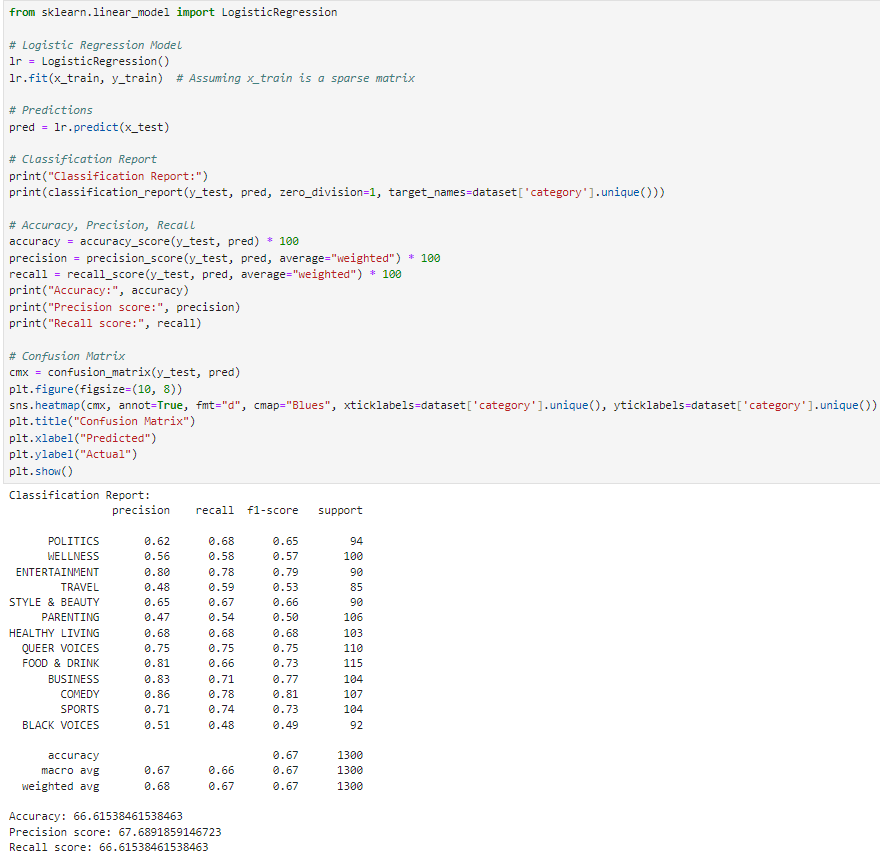 from sklearn.linear_model import LogisticRegression
# Logistic Regression Model
lr = LogisticRegression()
lr.fit(x_train, y_train)  # Assuming x_train is a sparse matrix
# Predictions
pred = lr.predict(x_test)
# Classification Report
print("Classification Report:")
print(classification_report(y_test, pred, zero_division=1, target_names=dataset['category'].unique()))
# Accuracy, Precision, Recall
accuracy = accuracy_score(y_test, pred) * 100
precision = precision_score(y_test, pred, average="weighted") * 100
recall = recall_score(y_test, pred, average="weighted") * 100
print("Accuracy:", accuracy)
print("Precision score:", precision)
print("Recall score:", recall)
# Confusion Matrix
cmx = confusion_matrix(y_test, pred)
plt.figure(figsize=(10, 8))
sns.heatmap(cmx, annot=True, fmt="d", cmap="Blues", xticklabels=dataset['category'].unique(), yticklabels=dataset['category'].unique())
plt.title("Confusion Matrix")
plt.xlabel("Predicted")
plt.ylabel("Actual")
plt.show()
Classification Report:
precision recall f1-score support
POLITICS 0.62 0.68 0.65 94
WELLNESS 0.56 0.58 0.57 100
ENTERTAINMENT 0.80 0.78 0.79 90
TRAVEL 0.48 0.59 0.53 85
STYLE & BEAUTY 0.65 0.67 0.66 90
PARENTING 0.47 0.54 0.50 106
HEALTHY LIVING 0.68 0.68 0.68 103
QUEER VOICES 0.75 0.75 0.75 110
FOOD & DRINK 0.81 0.66 0.73 115
BUSINESS 0.83 0.71 0.77 104
COMEDY 0.86 0.78 0.81 107
SPORTS 0.71 0.74 0.73 104
BLACK VOICES 0.51 0.48 0.49 92
accuracy 0.67 1300
macro avg 0.67 0.66 0.67 1300
weighted avg 0.68 0.67 0.67 1300
Accuracy: 66.61538461538463
Precision score: 67.6891859146723
Recall score: 66.61538461538463